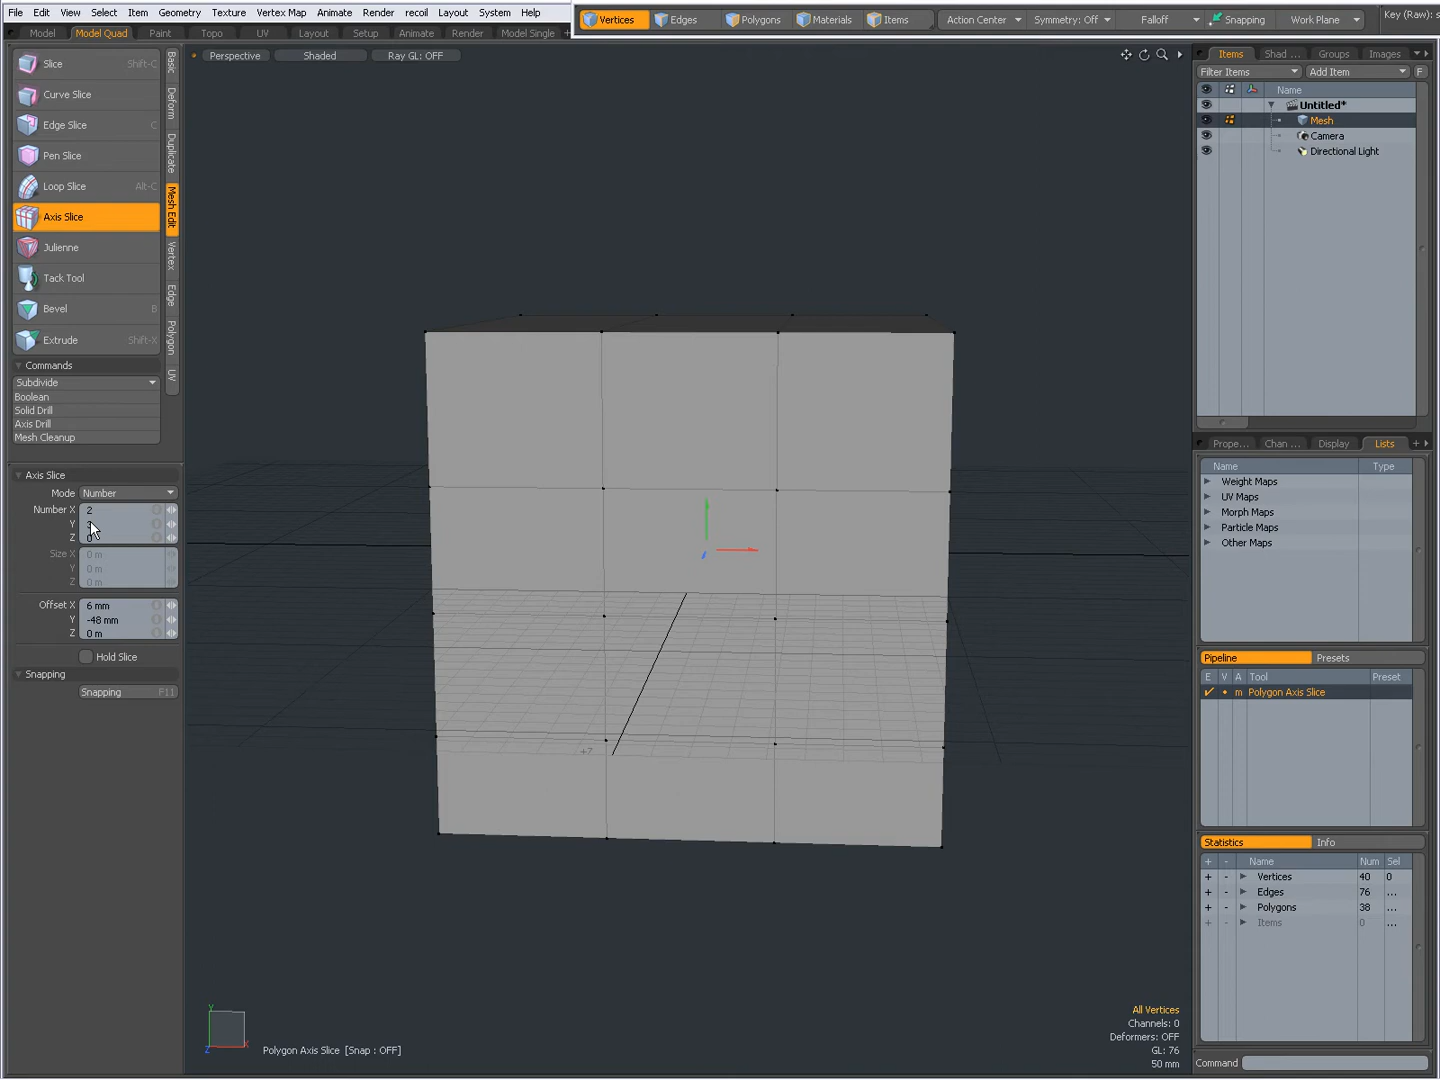 File Edit View Select Item Geometry Texture Vertex Map Animate Render recoil Layout System Help
Vertices Edges Polygons Materials Items Action Center Symmetry: Off Falloff Snapping Work Plane Key (Raw): s
Model Model Quad Paint Topo UV Layout Setup Animate Render Model Single +
Slice Shift-C
Curve Slice
Edge Slice C
Pen Slice
Loop Slice Alt-C
Axis Slice
Julienne
Tack Tool
Bevel B
Extrude Shift-X
Basic
Deform
Duplicate
Mesh Edit
Vertex
Edge
Polygon
UV
Commands
Subdivide
Boolean
Solid Drill
Axis Drill
Mesh Cleanup
Axis Slice
Mode Number
Number X 2
Y
Z 0
Size X 0 m
Y 0 m
Z 0 m
Offset X 6 mm
Y -48 mm
Z 0 m
Hold Slice
Snapping
Snapping F11
Perspective Shaded Ray GL: OFF
+7
Y
Z X
Polygon Axis Slice [Snap : OFF]
All Vertices
Channels: 0
Deformers: OFF
GL: 76
50 mm
Items Shad ... Groups Images
Filter Items Add Item F
Name
Untitled*
Mesh
Camera
Directional Light
Prope... Chan ... Display Lists +
Name Type
Weight Maps
UV Maps
Morph Maps
Particle Maps
Other Maps
Pipeline Presets
E V A Tool Preset
m Polygon Axis Slice
Statistics Info
+ - Name Num Sel
+ - Vertices 40 0
+ - Edges 76 ...
+ - Polygons 38 ...
+ - Items 0 ...
Command